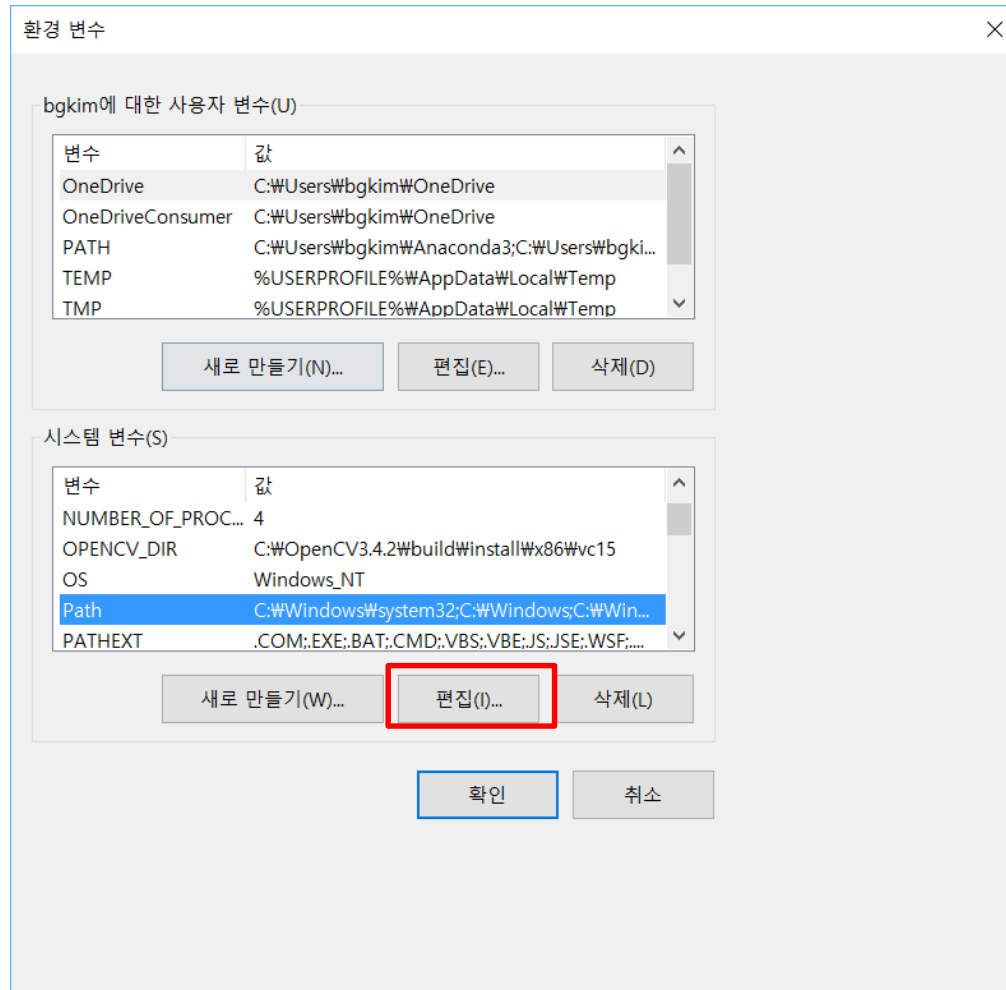 환경 변수
bgkim에 대한 사용자 변수(U)
변수 값
OneDrive C:₩Users₩bgkim₩OneDrive
OneDriveConsumer C:₩Users₩bgkim₩OneDrive
PATH C:₩Users₩bgkim₩Anaconda3;C:₩Users₩bgki...
TEMP %USERPROFILE%₩AppData₩Local₩Temp
TMP %USERPROFILE%₩AppData₩Local₩Temp
새로 만들기(N)... 편집(E)... 삭제(D)
시스템 변수(S)
변수 값
NUMBER_OF_PROC... 4
OPENCV_DIR C:₩OpenCV3.4.2₩build₩install₩x86₩vc15
OS Windows_NT
Path C:₩Windows₩system32;C:₩Windows;C:₩Win...
PATHEXT .COM;.EXE;.BAT;.CMD;.VBS;.VBE;.JS;.JSE;.WSF;....
새로 만들기(W)... 편집(I)... 삭제(L)
확인 취소